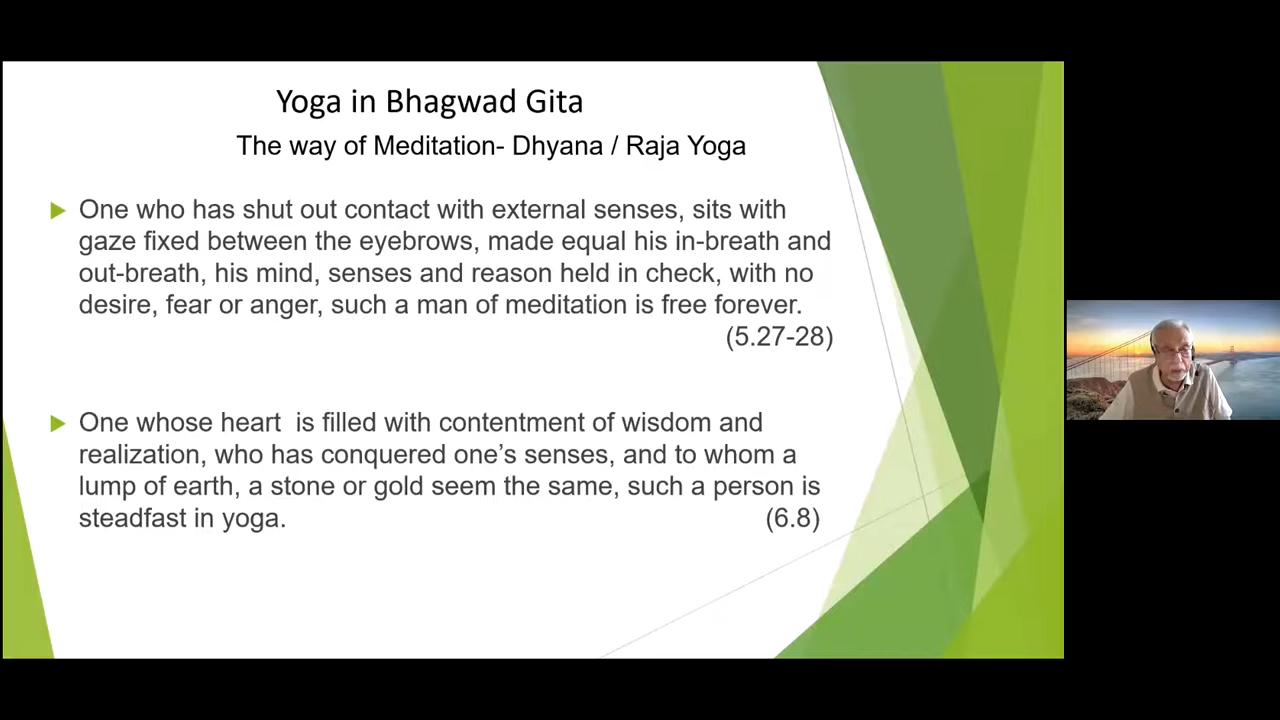 Yoga in Bhagwad Gita
The way of Meditation- Dhyana / Raja Yoga
One who has shut out contact with external senses, sits with
gaze fixed between the eyebrows, made equal his in-breath and
out-breath, his mind, senses and reason held in check, with no
desire, fear or anger, such a man of meditation is free forever.
(5.27-28)
One whose heart is filled with contentment of wisdom and
realization, who has conquered one’s senses, and to whom a
lump of earth, a stone or gold seem the same, such a person is
steadfast in yoga. (6.8)